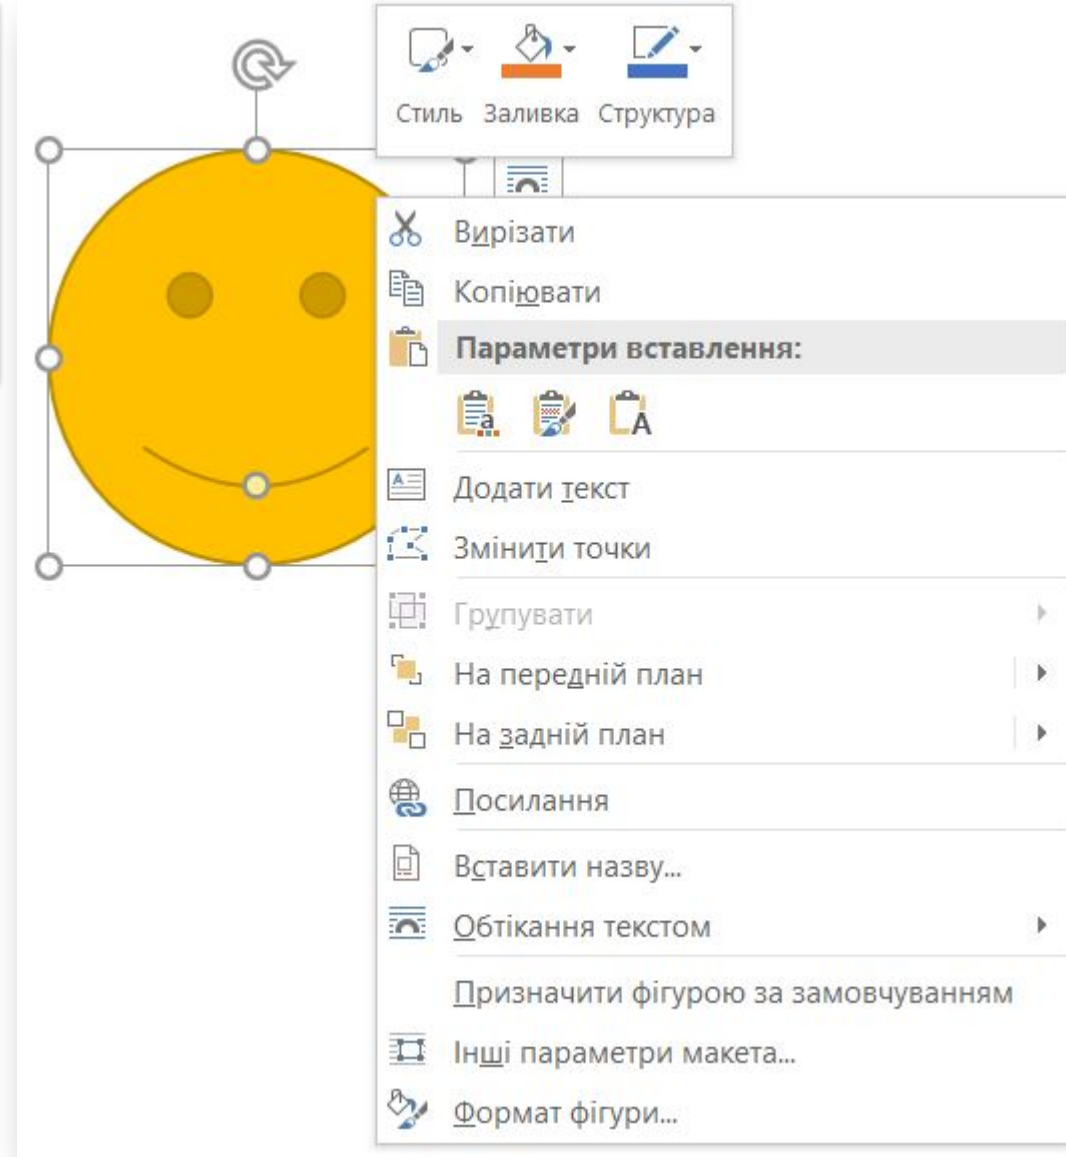 Стиль Заливка Структура
Вирізати
Копіювати
Параметри вставлення:
Додати текст
Змінити точки
Групувати
На передній план
На задній план
Посилання
Вставити назву...
Обтікання текстом
Призначити фігурою за замовчуванням
Інші параметри макета...
Формат фігури...